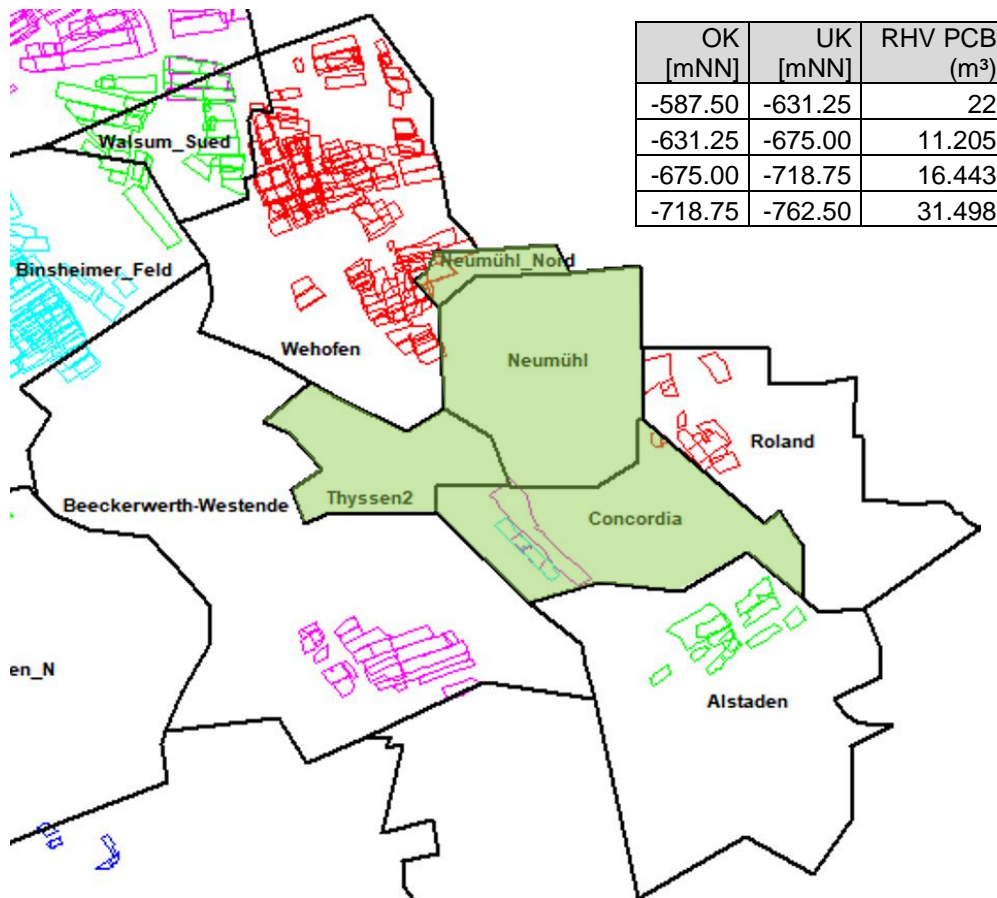 OK UK RHV PCB
[mNN] [mNN] (m³)
-587.50 -631.25 22
-631.25 -675.00 11.205
-675.00 -718.75 16.443
-718.75 -762.50 31.498
Walsum_Sued
Binsheimer_Feld
Neumühl_Nord
Wehofen
Neumühl
Roland
Beeckerwerth-Westende
Thyssen2
Concordia
en_N
Alstaden